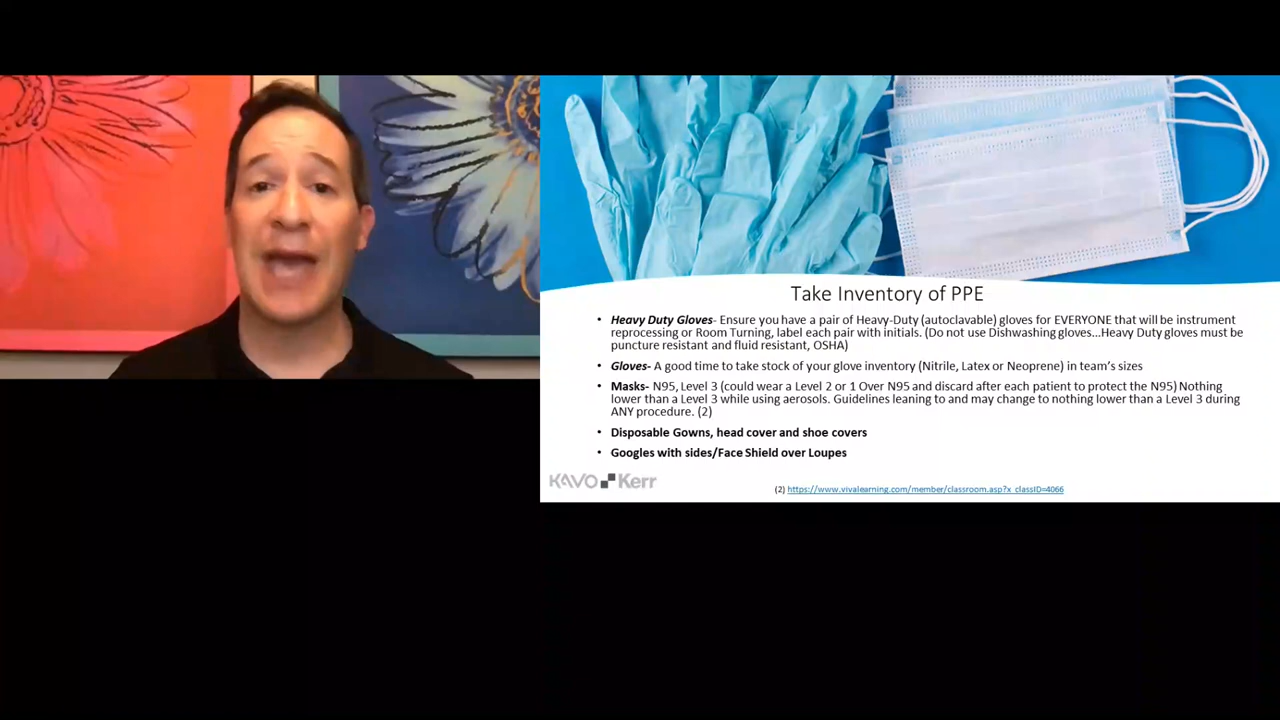 Take Inventory of PPE
• Heavy Duty Gloves- Ensure you have a pair of Heavy-Duty (autoclavable) gloves for EVERYONE that will be instrument
reprocessing or Room Turning, label each pair with initials. (Do not use Dishwashing gloves...Heavy Duty gloves must be
puncture resistant and fluid resistant, OSHA)
• Gloves- A good time to take stock of your glove inventory (Nitrile, Latex or Neoprene) in team's sizes
• Masks- N95, Level 3 (could wear a Level 2 or 1 Over N95 and discard after each patient to protect the N95) Nothing
lower than a Level 3 while using aerosols. Guidelines leaning to and may change to nothing lower than a Level 3 during
ANY procedure. (2)
• Disposable Gowns, head cover and shoe covers
• Googles with sides/Face Shield over Loupes
KAVO Kerr
(2) https://www.vivalearning.com/member/classroom.asp?x_classID=4066